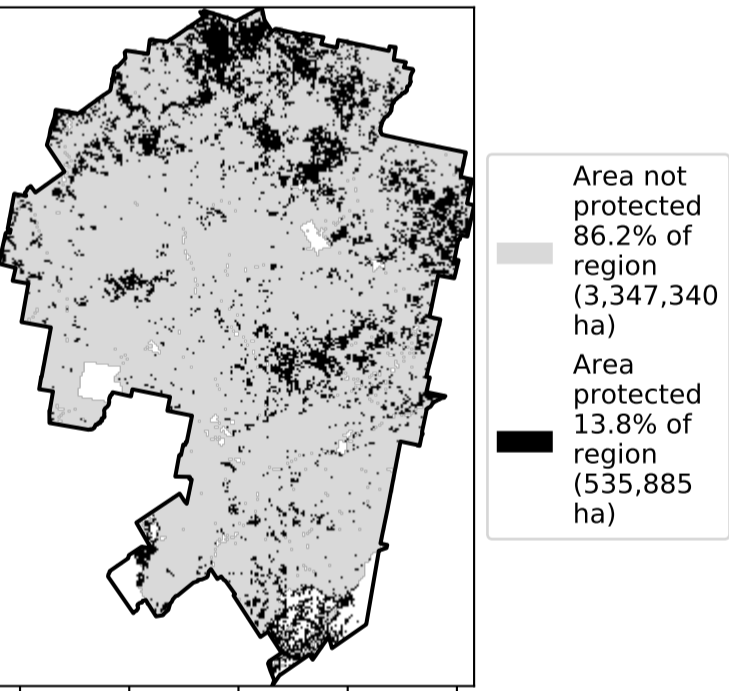 Area not
protected
86.2% of
region
(3,347,340
ha)
Area
protected
13.8% of
region
(535,885
ha)